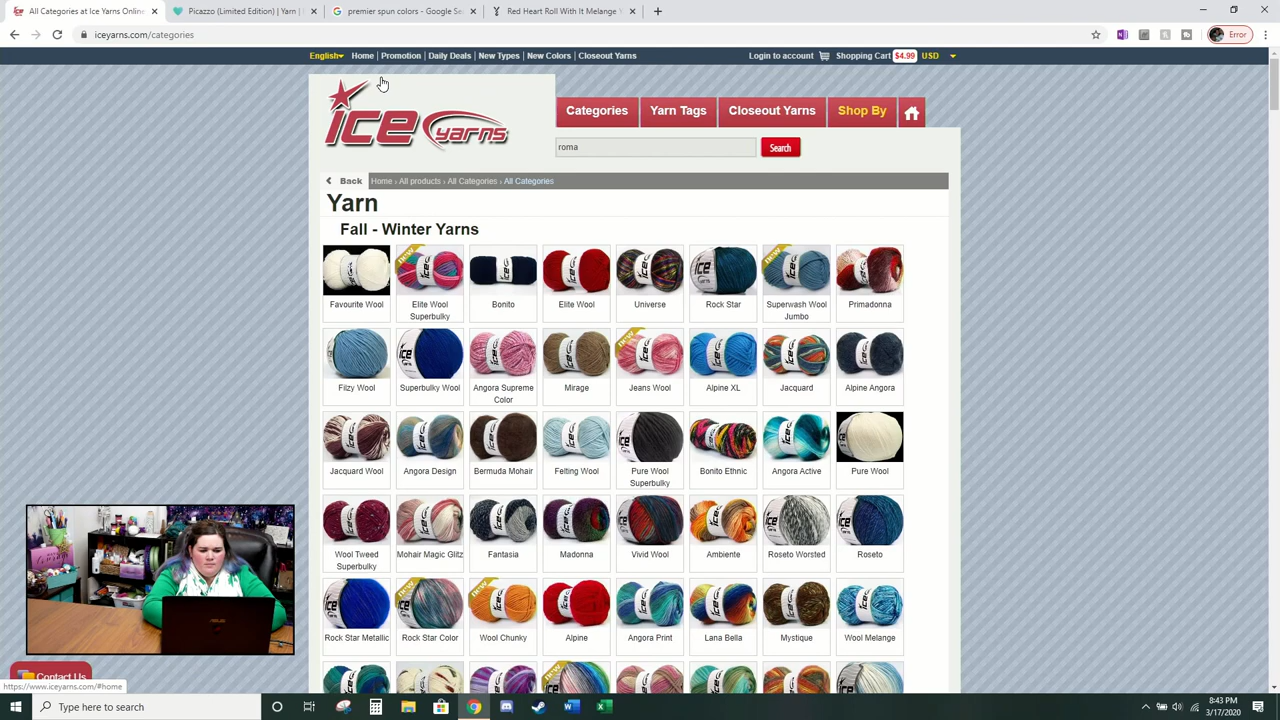 All Categories at Ice Yarns Online
Picazzo (Limited Edition) | Yarn |
premier spun colors - Google Se
Red Heart Roll With It Melange Y
iceyarns.com/categories
Error
English Home | Promotion | Daily Deals | New Types | New Colors | Closeout Yarns
Login to account Shopping Cart $4.99 USD
ice yarns
Categories Yarn Tags Closeout Yarns Shop By
roma Search
Back Home › All products › All Categories › All Categories
Yarn
Fall - Winter Yarns
Favourite Wool Elite Wool Superbulky Bonito Elite Wool Universe Rock Star Superwash Wool Jumbo Primadonna
Filzy Wool Superbulky Wool Angora Supreme Color Mirage Jeans Wool Alpine XL Jacquard Alpine Angora
Jacquard Wool Angora Design Bermuda Mohair Felting Wool Pure Wool Superbulky Bonito Ethnic Angora Active Pure Wool
Wool Tweed Superbulky Mohair Magic Glitz Fantasia Madonna Vivid Wool Ambiente Roseto Worsted Roseto
Rock Star Metallic Rock Star Color Wool Chunky Alpine Angora Print Lana Bella Mystique Wool Melange
Contact Us
https://www.iceyarns.com/#home
Type here to search
8:43 PM
3/17/2020